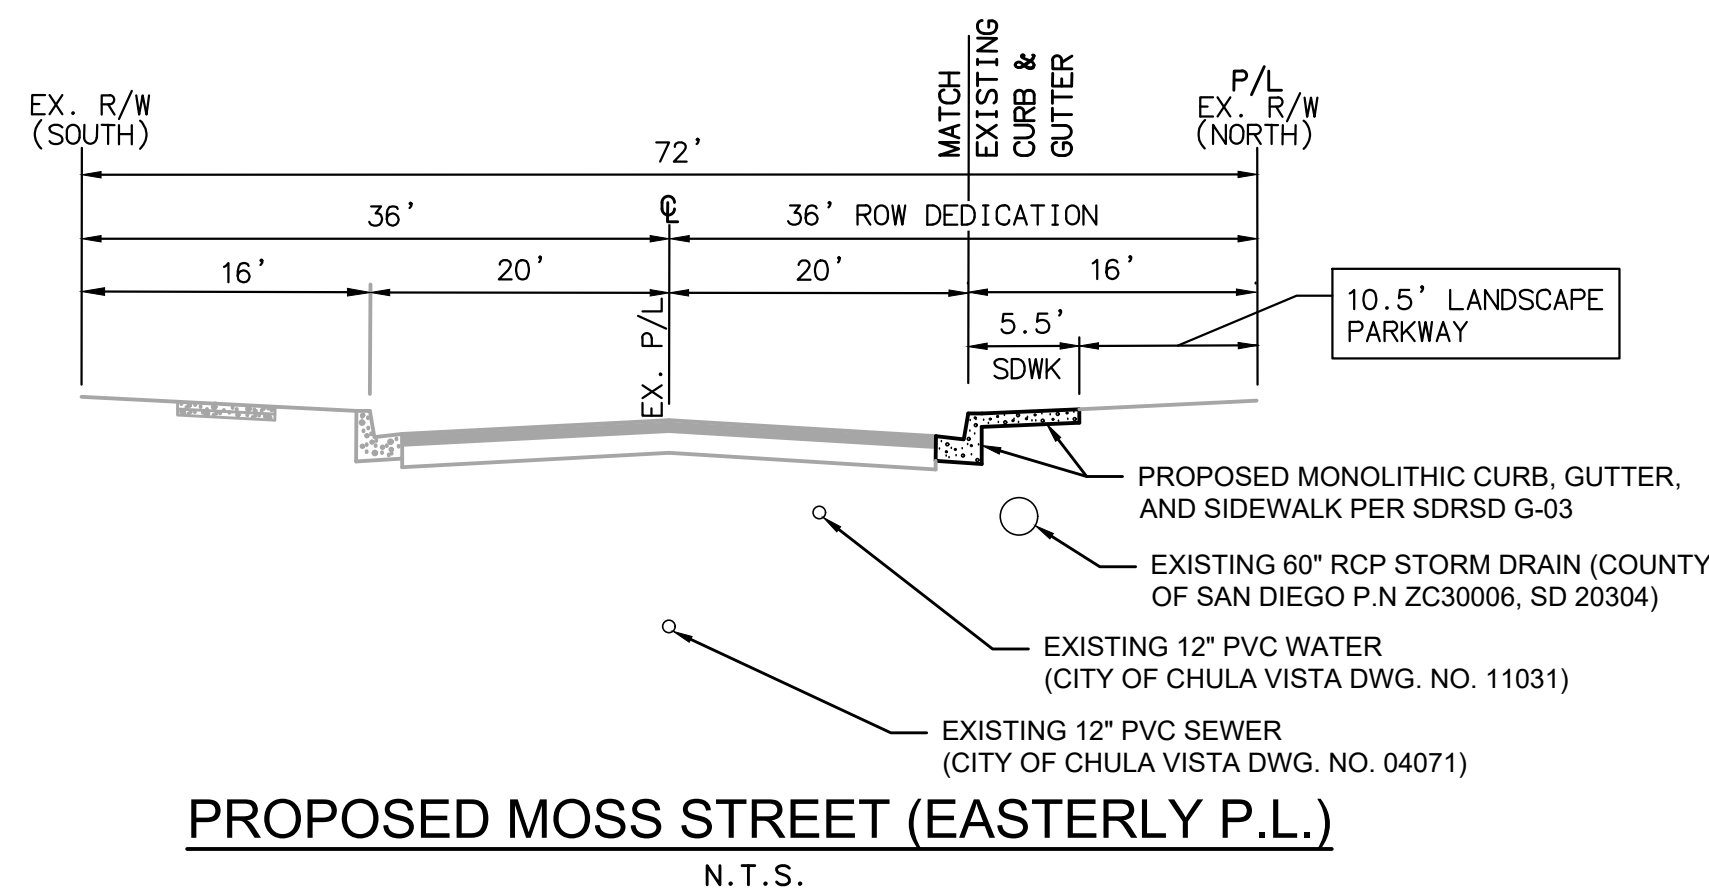 EX. R/W
(SOUTH)
MATCH
EXISTING
CURB &
GUTTER
P/L
EX. R/W
(NORTH)
72'
36'
℄
36' ROW DEDICATION
16'
20'
20'
16'
EX. P/L
5.5'
SDWK
10.5' LANDSCAPE
PARKWAY
PROPOSED MONOLITHIC CURB, GUTTER,
AND SIDEWALK PER SDRSD G-03
EXISTING 60" RCP STORM DRAIN (COUNTY
OF SAN DIEGO P.N ZC30006, SD 20304)
EXISTING 12" PVC WATER
(CITY OF CHULA VISTA DWG. NO. 11031)
EXISTING 12" PVC SEWER
(CITY OF CHULA VISTA DWG. NO. 04071)
PROPOSED MOSS STREET (EASTERLY P.L.)
N.T.S.